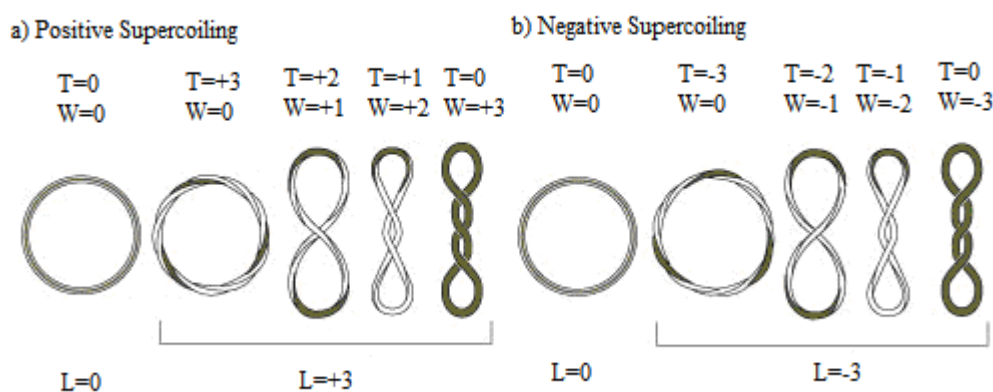 a) Positive Supercoiling
T=0 T=+3 T=+2 T=+1 T=0
W=0 W=0 W=+1 W=+2 W=+3
L=0 L=+3
b) Negative Supercoiling
T=0 T=-3 T=-2 T=-1 T=0
W=0 W=0 W=-1 W=-2 W=-3
L=0 L=-3